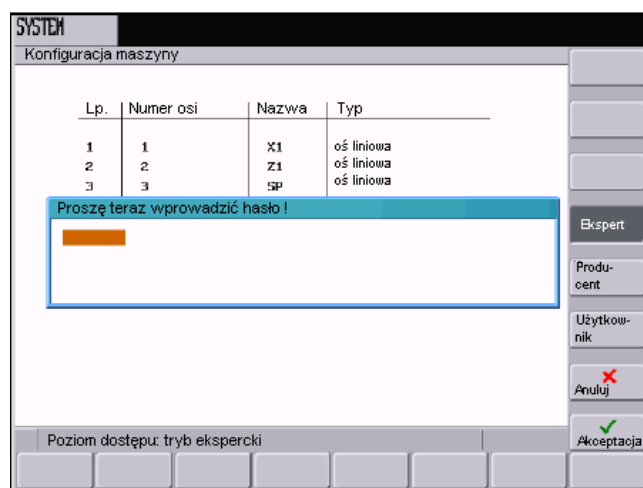 SYSTEM
Konfiguracja maszyny
Lp. Numer osi Nazwa Typ
1 1 X1 oś liniowa
2 2 Z1 oś liniowa
3 3 SP oś liniowa
Proszę teraz wprowadzić hasło !
Ekspert
Produ-
cent
Użytkow-
nik
Anuluj
Akceptacja
Poziom dostępu: tryb ekspercki